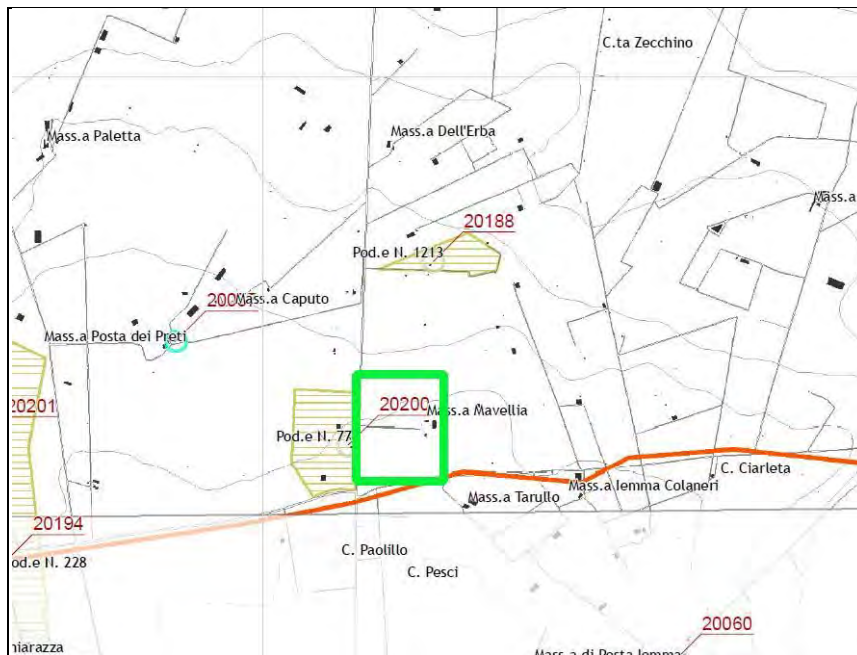 C.ta Zecchino
Mass.a Paletta
Mass.a Dell'Erba
Mass.a
20188
Pod.e N. 1213
Mass.a Caputo
Mass.a Posta dei Preti
20201
20200
Mass.a Mavellia
Pod.e N. 77
C. Ciarleta
Mass.a Iemma Colaneri
Mass.a Tarullo
20194
C. Paolillo
od.e N. 228
C. Pesci
20060
hiarazza
Mass.a di Posta Iemma